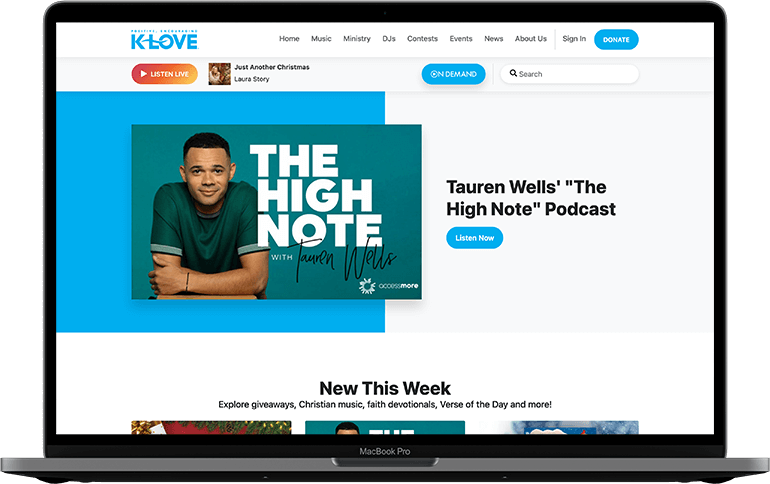 POSITIVE, ENCOURAGING
K-LOVE
Home Music Ministry DJs Contests Events News About Us Sign In DONATE
LISTEN LIVE
Just Another Christmas
Laura Story
ON DEMAND
Search
THE
HIGH
NOTE
WITH Tauren Wells
accessmore
Tauren Wells' "The
High Note" Podcast
Listen Now
New This Week
Explore giveaways, Christian music, faith devotionals, Verse of the Day and more!
THE
MacBook Pro